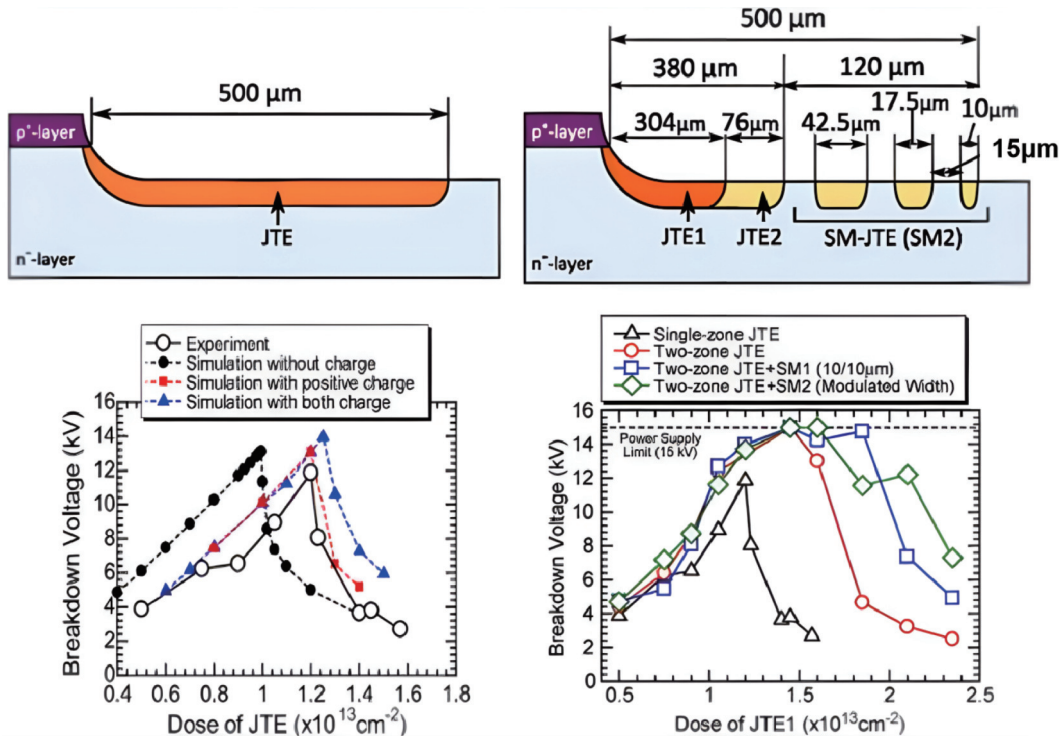 500 μm
p⁺-layer
JTE
n⁻-layer
500 μm
380 μm
120 μm
17.5μm
10μm
304μm
76μm
42.5μm
15μm
p⁺-layer
JTE1
JTE2
SM-JTE (SM2)
n⁻-layer
Experiment
Simulation without charge
Simulation with positive charge
Simulation with both charge
Breakdown Voltage (kV)
16
14
12
10
8
6
4
2
0
0.4
0.6
0.8
1
1.2
1.4
1.6
1.8
Dose of JTE (x10¹³cm⁻²)
Single-zone JTE
Two-zone JTE
Two-zone JTE+SM1 (10/10μm)
Two-zone JTE+SM2 (Modulated Width)
Breakdown Voltage (kV)
16
14
12
10
8
6
4
2
0
Power Supply
Limit (15 kV)
0.5
1
1.5
2
2.5
Dose of JTE1 (x10¹³cm⁻²)